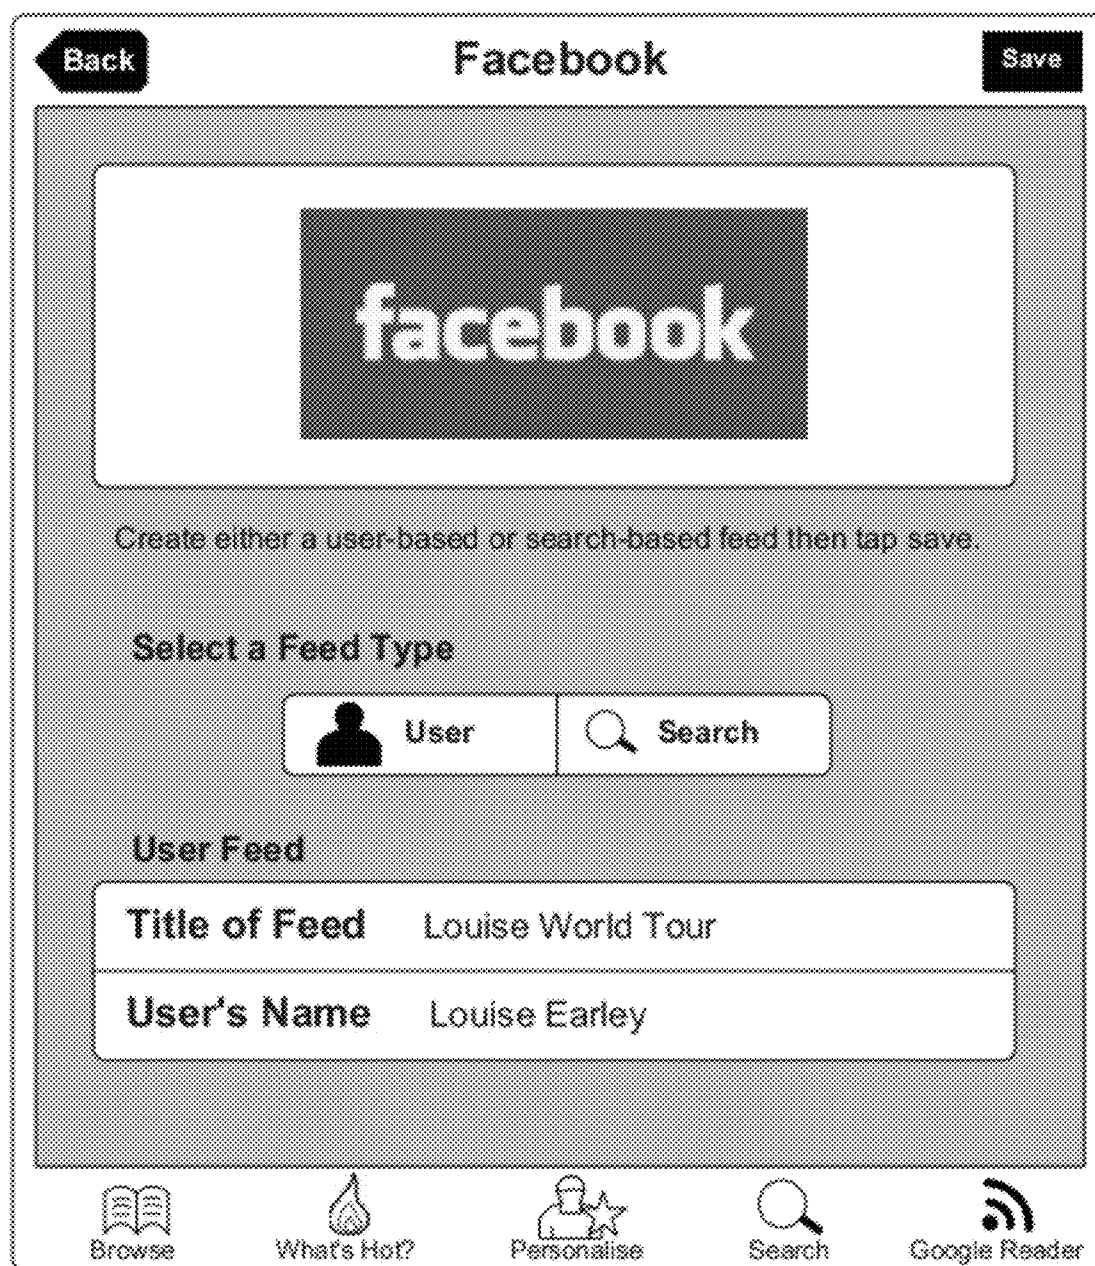 Back Facebook Save
facebook
Create either a user-based or search-based feed then tap save.
Select a Feed Type
User Search
User Feed
Title of Feed Louise World Tour
User's Name Louise Earley
Browse What's Hot? Personalise Search Google Reader